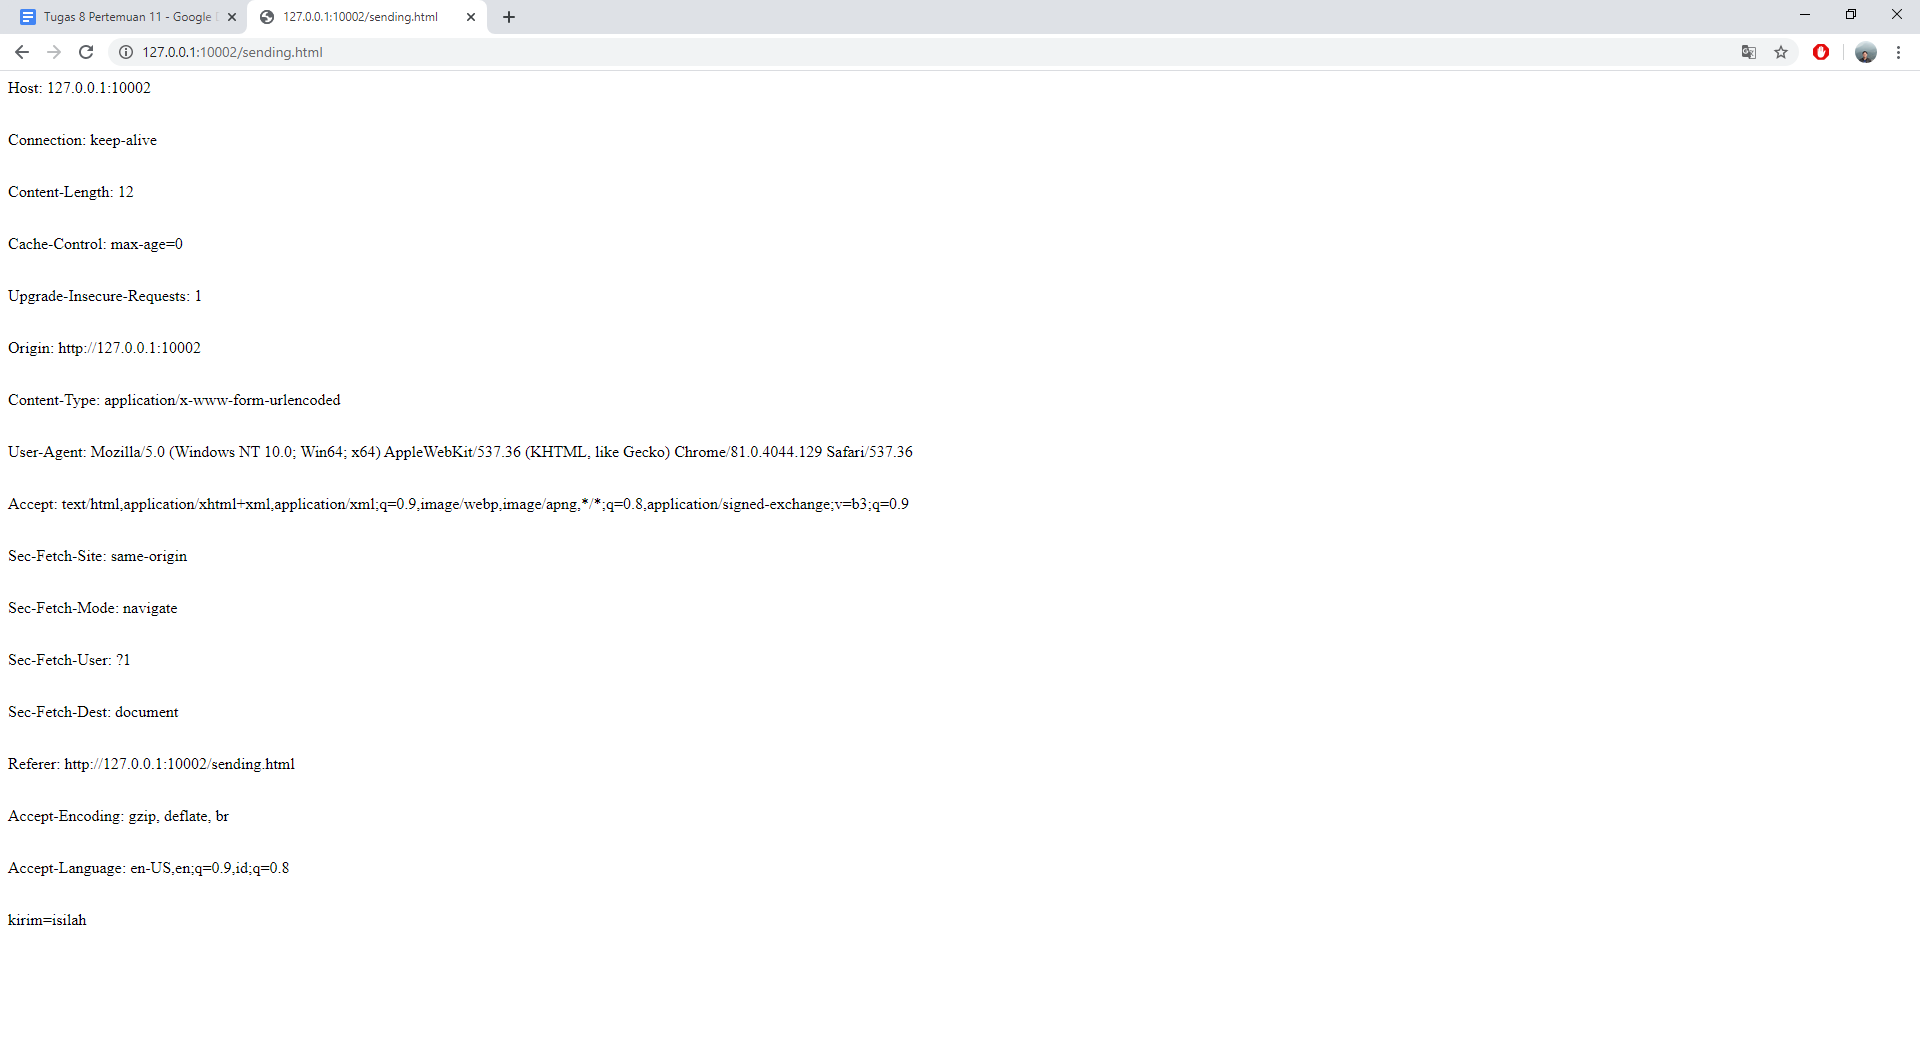 Tugas 8 Pertemuan 11 - Google
127.0.0.1:10002/sending.html
127.0.0.1:10002/sending.html
Host: 127.0.0.1:10002
Connection: keep-alive
Content-Length: 12
Cache-Control: max-age=0
Upgrade-Insecure-Requests: 1
Origin: http://127.0.0.1:10002
Content-Type: application/x-www-form-urlencoded
User-Agent: Mozilla/5.0 (Windows NT 10.0; Win64; x64) AppleWebKit/537.36 (KHTML, like Gecko) Chrome/81.0.4044.129 Safari/537.36
Accept: text/html,application/xhtml+xml,application/xml;q=0.9,image/webp,image/apng,*/*;q=0.8,application/signed-exchange;v=b3;q=0.9
Sec-Fetch-Site: same-origin
Sec-Fetch-Mode: navigate
Sec-Fetch-User: ?1
Sec-Fetch-Dest: document
Referer: http://127.0.0.1:10002/sending.html
Accept-Encoding: gzip, deflate, br
Accept-Language: en-US,en;q=0.9,id;q=0.8
kirim=isilah